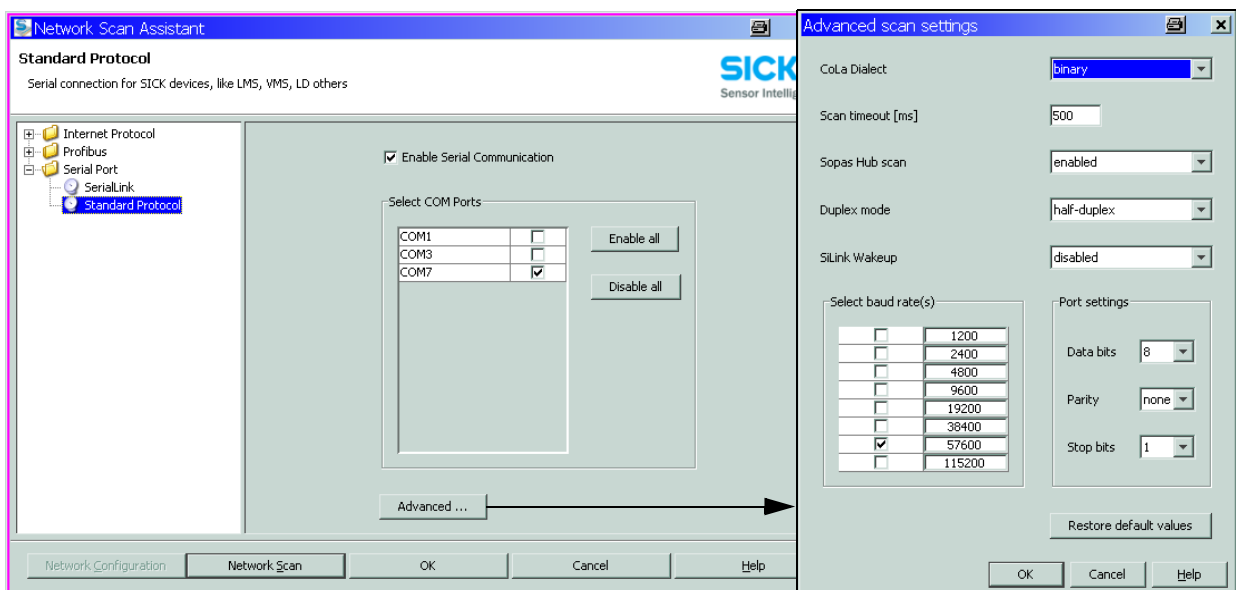 Network Scan Assistant
Standard Protocol
Serial connection for SICK devices, like LMS, VMS, LD others
SICK
Sensor Intellig
Internet Protocol
Profibus
Serial Port
SerialLink
Standard Protocol
Enable Serial Communication
Select COM Ports
COM1
COM3
COM7
Enable all
Disable all
Advanced ...
Network Configuration
Network Scan
OK
Cancel
Help
Advanced scan settings
CoLa Dialect binary
Scan timeout [ms] 500
Sopas Hub scan enabled
Duplex mode half-duplex
SiLink Wakeup disabled
Select baud rate(s)
1200
2400
4800
9600
19200
38400
57600
115200
Port settings
Data bits 8
Parity none
Stop bits 1
Restore default values
OK
Cancel
Help